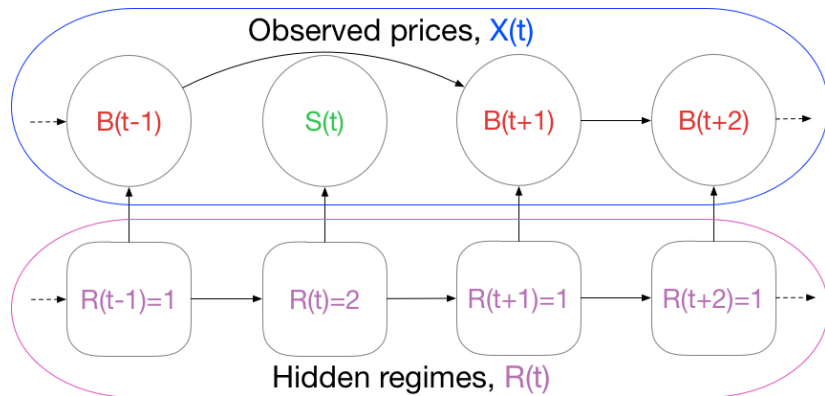 Observed prices, X(t)
B(t-1) S(t) B(t+1) B(t+2)
R(t-1)=1 R(t)=2 R(t+1)=1 R(t+2)=1
Hidden regimes, R(t)